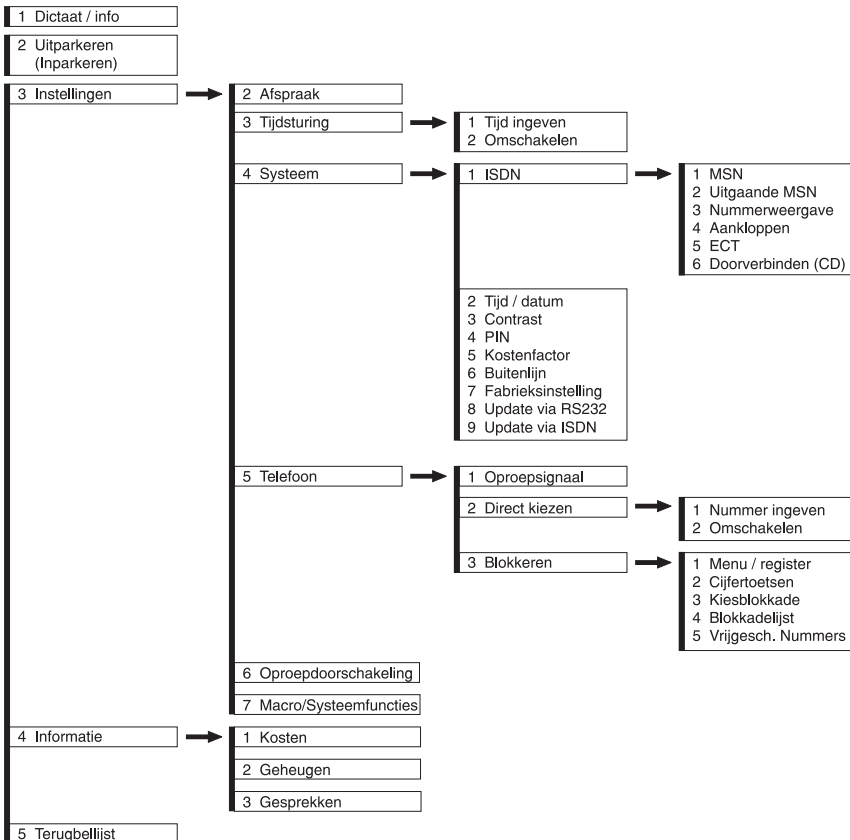 1 Dictaat / info
2 Uitparkeren
(Inparkeren)
3 Instellingen
2 Afspraak
3 Tijdsturing
1 Tijd ingeven
2 Omschakelen
4 Systeem
1 ISDN
1 MSN
2 Uitgaande MSN
3 Nummerweergave
4 Aankloppen
5 ECT
6 Doorverbinden (CD)
2 Tijd / datum
3 Contrast
4 PIN
5 Kostenfactor
6 Buitenlijn
7 Fabrieksinstelling
8 Update via RS232
9 Update via ISDN
5 Telefoon
1 Oproepsignaal
2 Direct kiezen
1 Nummer ingeven
2 Omschakelen
3 Blokkeren
1 Menu / register
2 Cijfertoetsen
3 Kiesblokkade
4 Blokkadelijst
5 Vrijgesch. Nummers
6 Oproepdoorschakeling
7 Macro/Systeemfuncties
4 Informatie
1 Kosten
2 Geheugen
3 Gesprekken
5 Terugbellijst